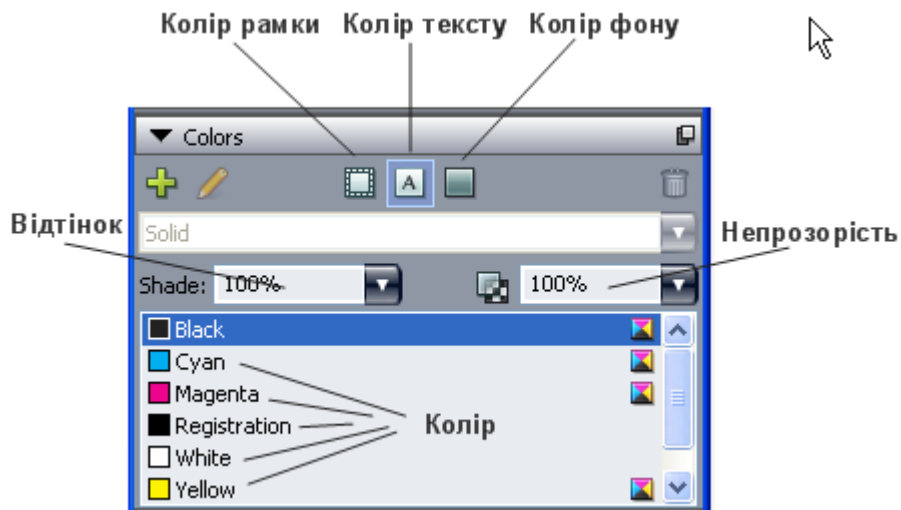 Колір рамки Колір тексту Колір фону
Colors
A
Відтінок
Solid
Непрозорість
Shade: 100% 100%
Black
Cyan
Magenta
Registration
Колір
White
Yellow